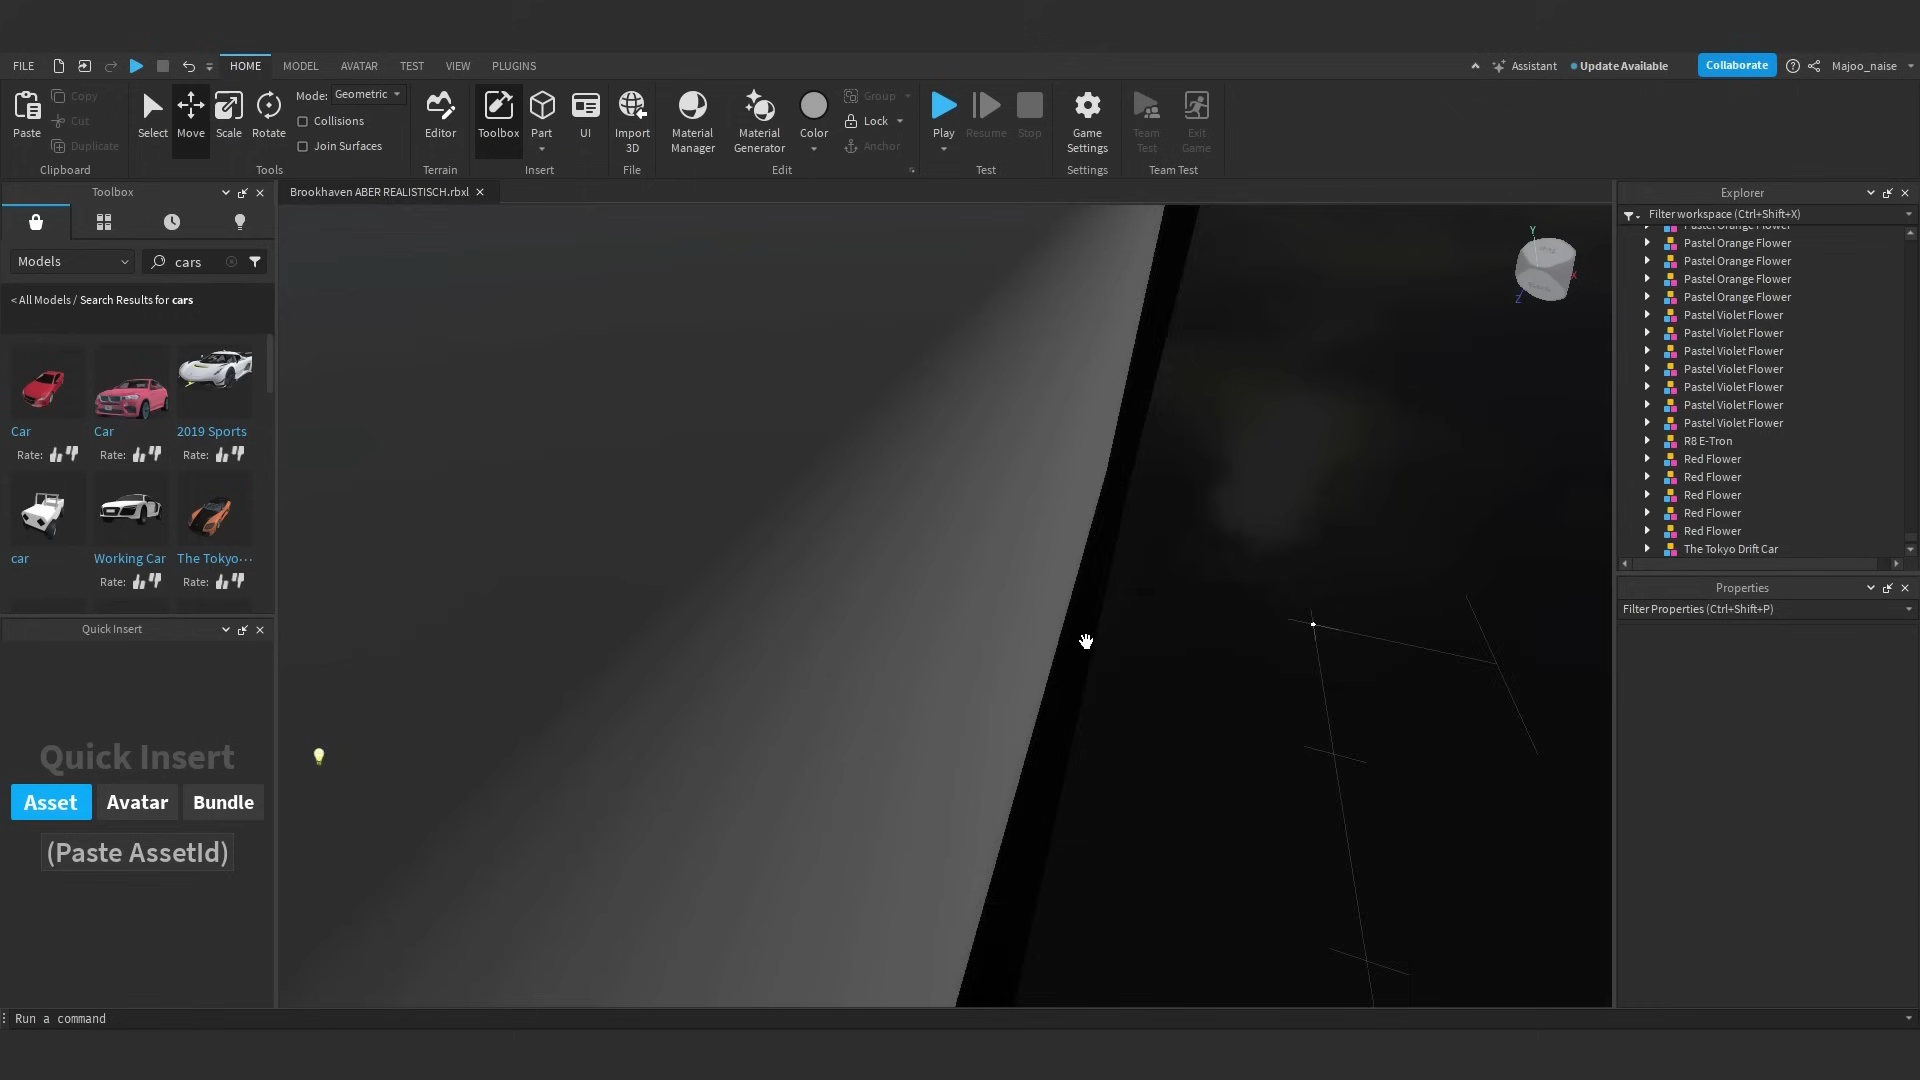 FILE HOME MODEL AVATAR TEST VIEW PLUGINS Assistant Update Available Collaborate Majoo_naise
Paste Copy Cut Duplicate Clipboard
Select Move Scale Rotate Mode: Geometric Collisions Join Surfaces Tools
Editor Terrain
Toolbox Part UI Insert
Import 3D File
Material Manager Material Generator Color Group Lock Anchor Edit
Play Resume Stop Test
Game Settings Settings
Team Test Exit Game Team Test
Toolbox
Models cars
< All Models / Search Results for cars
Car Car 2019 Sports
Rate: Rate: Rate:
car Working Car The Tokyo···
Rate: Rate:
Quick Insert
Quick Insert
Asset Avatar Bundle
(Paste AssetId)
Brookhaven ABER REALISTISCH.rbxl
Y
X
Z
Explorer
Filter workspace (Ctrl+Shift+X)
Pastel Orange Flower
Pastel Orange Flower
Pastel Orange Flower
Pastel Orange Flower
Pastel Orange Flower
Pastel Violet Flower
Pastel Violet Flower
Pastel Violet Flower
Pastel Violet Flower
Pastel Violet Flower
Pastel Violet Flower
Pastel Violet Flower
R8 E-Tron
Red Flower
Red Flower
Red Flower
Red Flower
Red Flower
The Tokyo Drift Car
Properties
Filter Properties (Ctrl+Shift+P)
Run a command